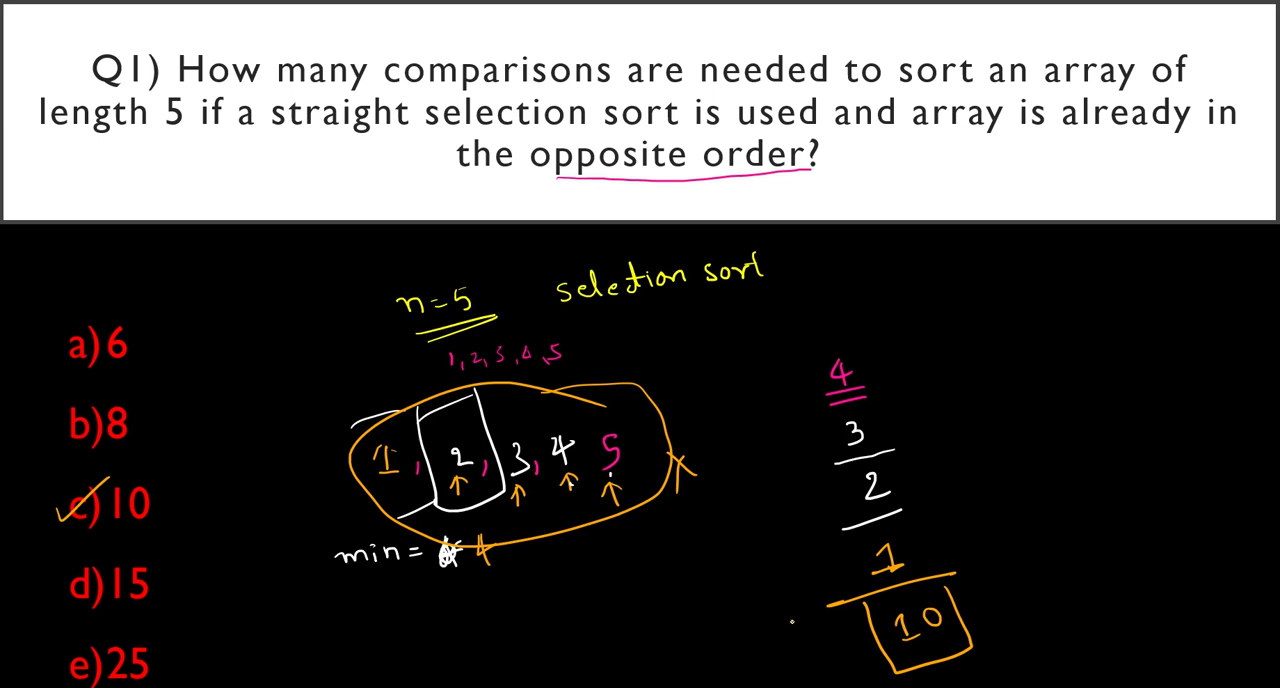 Q1) How many comparisons are needed to sort an array of
length 5 if a straight selection sort is used and array is already in
the opposite order?
n=5
selection sort
1, 2, 5, 4, 5
a)6
b)8
c)10
d)15
e)25
1, 2, 3, 4 5
min = 4
4
3
2
1
10